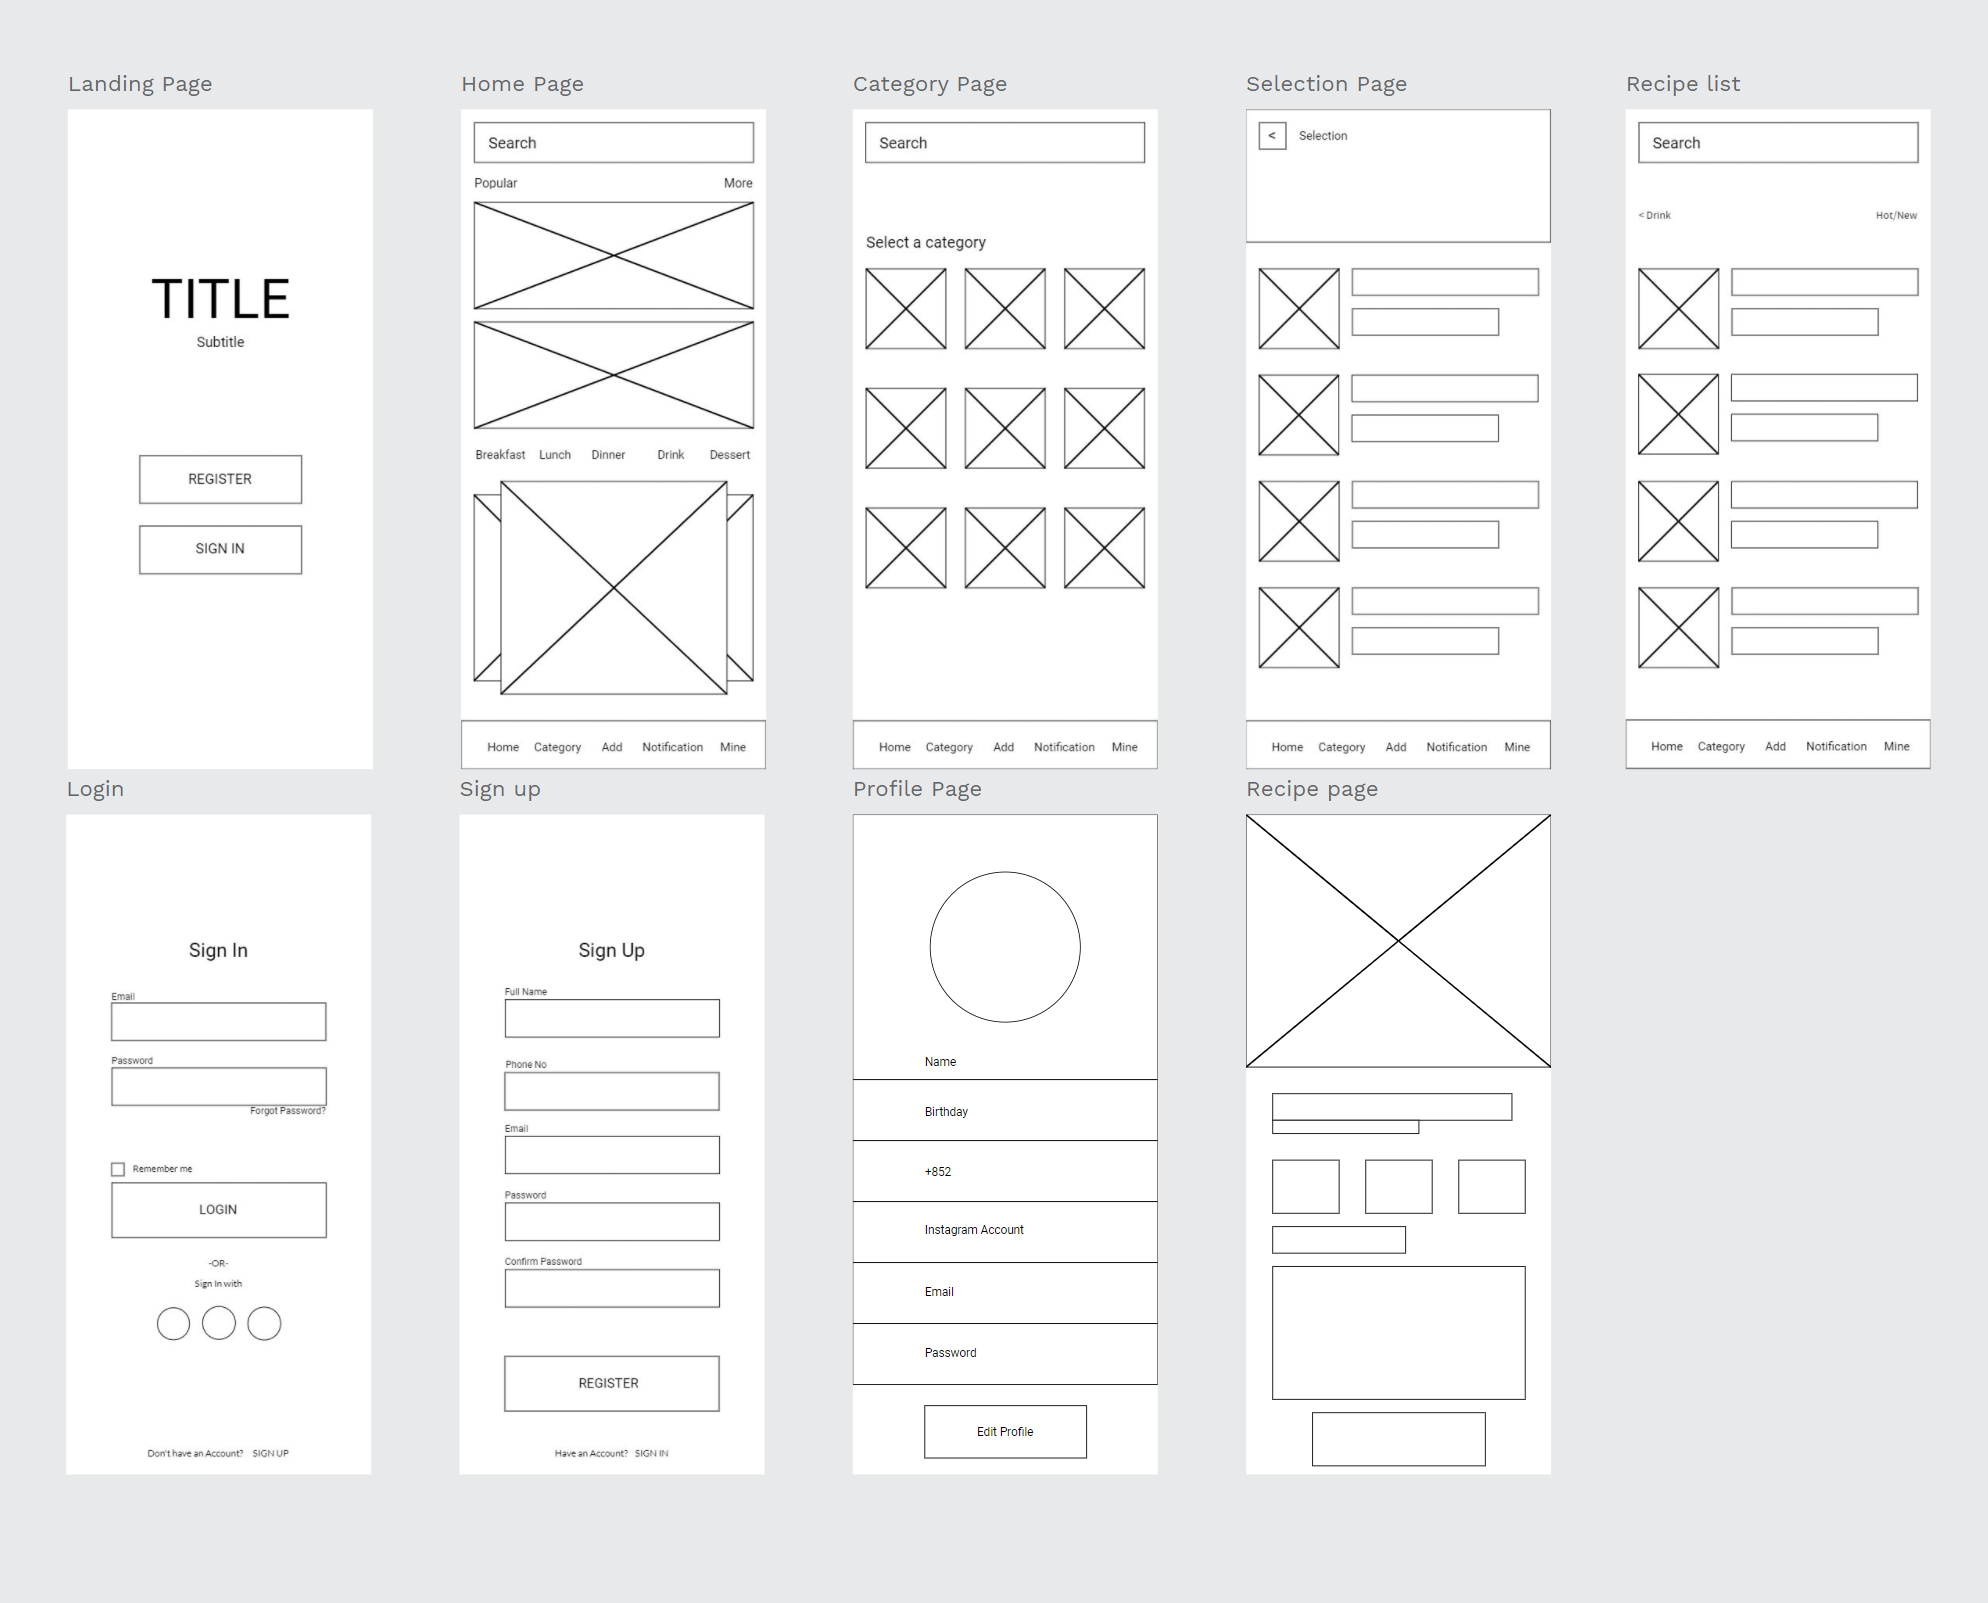 Landing Page
TITLE
Subtitle
REGISTER
SIGN IN
Home Page
Search
Popular More
Breakfast Lunch Dinner Drink Dessert
Home Category Add Notification Mine
Category Page
Search
Select a category
Home Category Add Notification Mine
Selection Page
< Selection
Home Category Add Notification Mine
Recipe list
Search
< Drink Hot/New
Home Category Add Notification Mine
Login
Sign In
Email
Password
Forgot Password?
Remember me
LOGIN
-OR-
Sign In with
Don't have an Account? SIGN UP
Sign up
Sign Up
Full Name
Phone No
Email
Password
Confirm Password
REGISTER
Have an Account? SIGN IN
Profile Page
Name
Birthday
+852
Instagram Account
Email
Password
Edit Profile
Recipe page